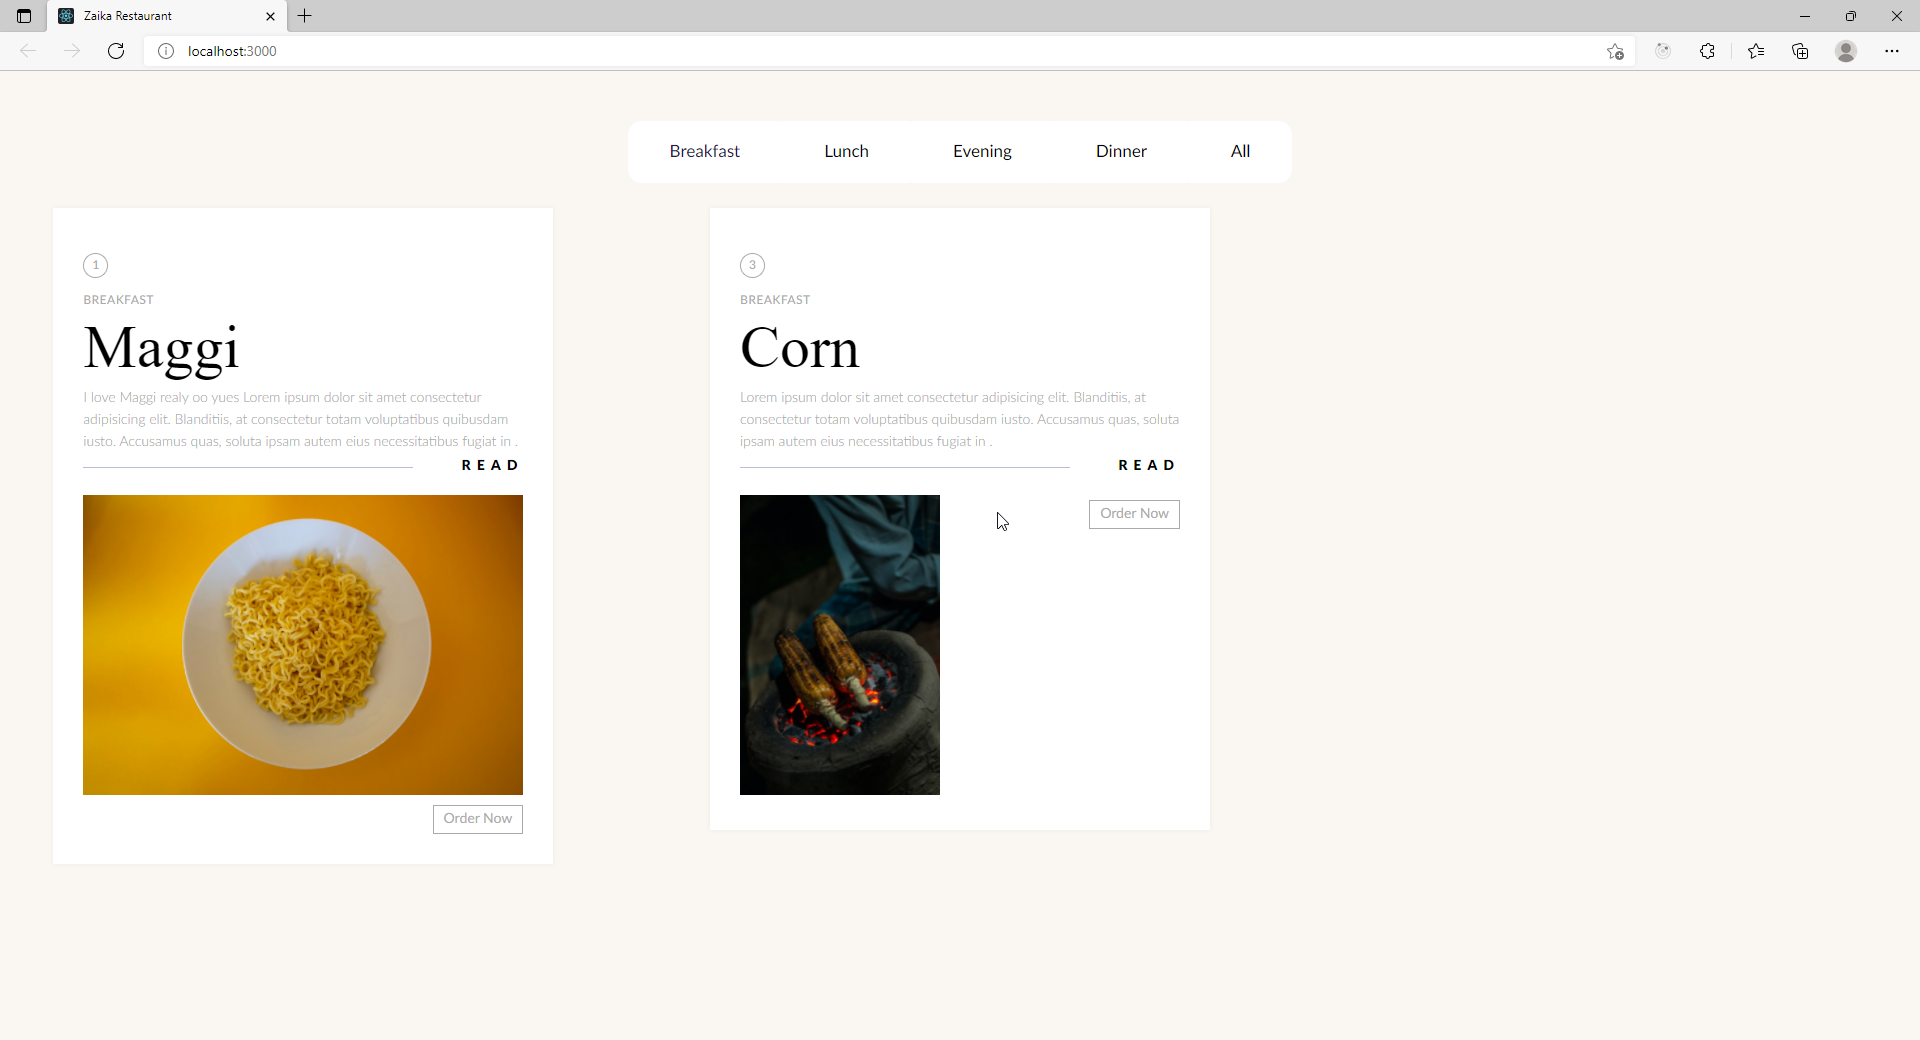 Zaika Restaurant
localhost:3000
Breakfast Lunch Evening Dinner All
1
BREAKFAST
Maggi
I love Maggi realy oo yues Lorem ipsum dolor sit amet consectetur
adipisicing elit. Blanditiis, at consectetur totam voluptatibus quibusdam
iusto. Accusamus quas, soluta ipsam autem eius necessitatibus fugiat in .
READ
Order Now
3
BREAKFAST
Corn
Lorem ipsum dolor sit amet consectetur adipisicing elit. Blanditiis, at
consectetur totam voluptatibus quibusdam iusto. Accusamus quas, soluta
ipsam autem eius necessitatibus fugiat in .
READ
Order Now